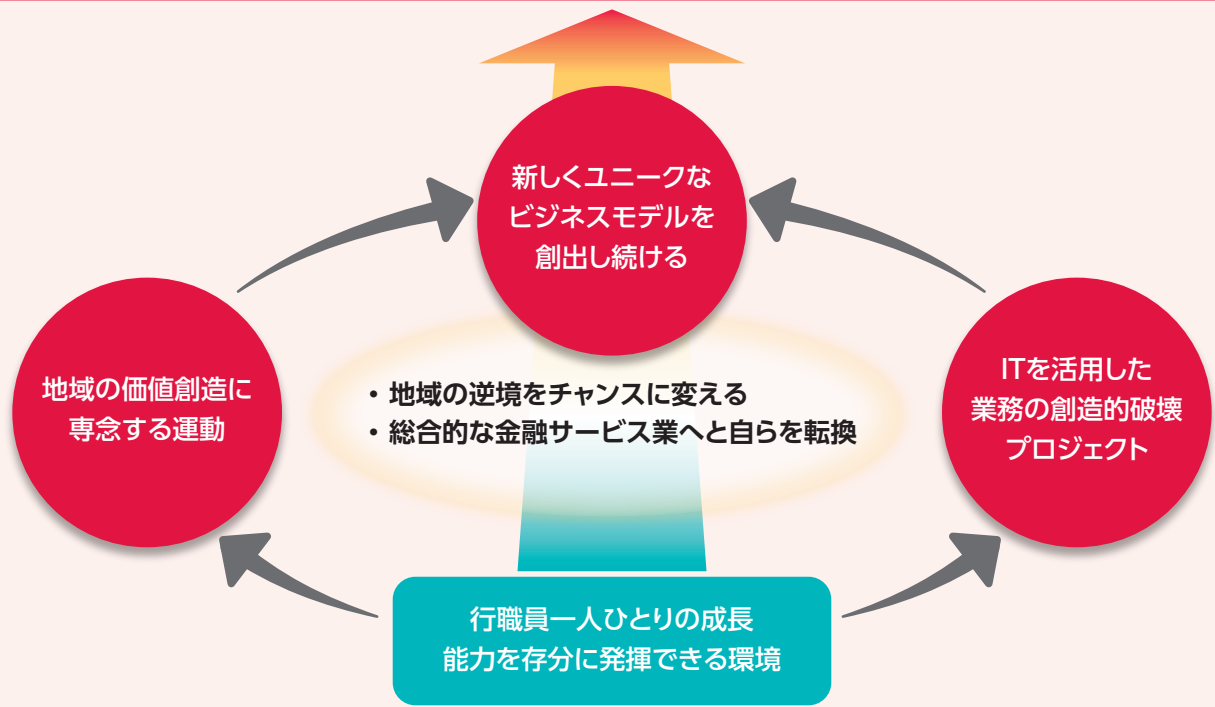 新しくユニークな
ビジネスモデルを
創出し続ける
地域の価値創造に
専念する運動
・地域の逆境をチャンスに変える
・総合的な金融サービス業へと自らを転換
ITを活用した
業務の創造的破壊
プロジェクト
行職員一人ひとりの成長
能力を存分に発揮できる環境